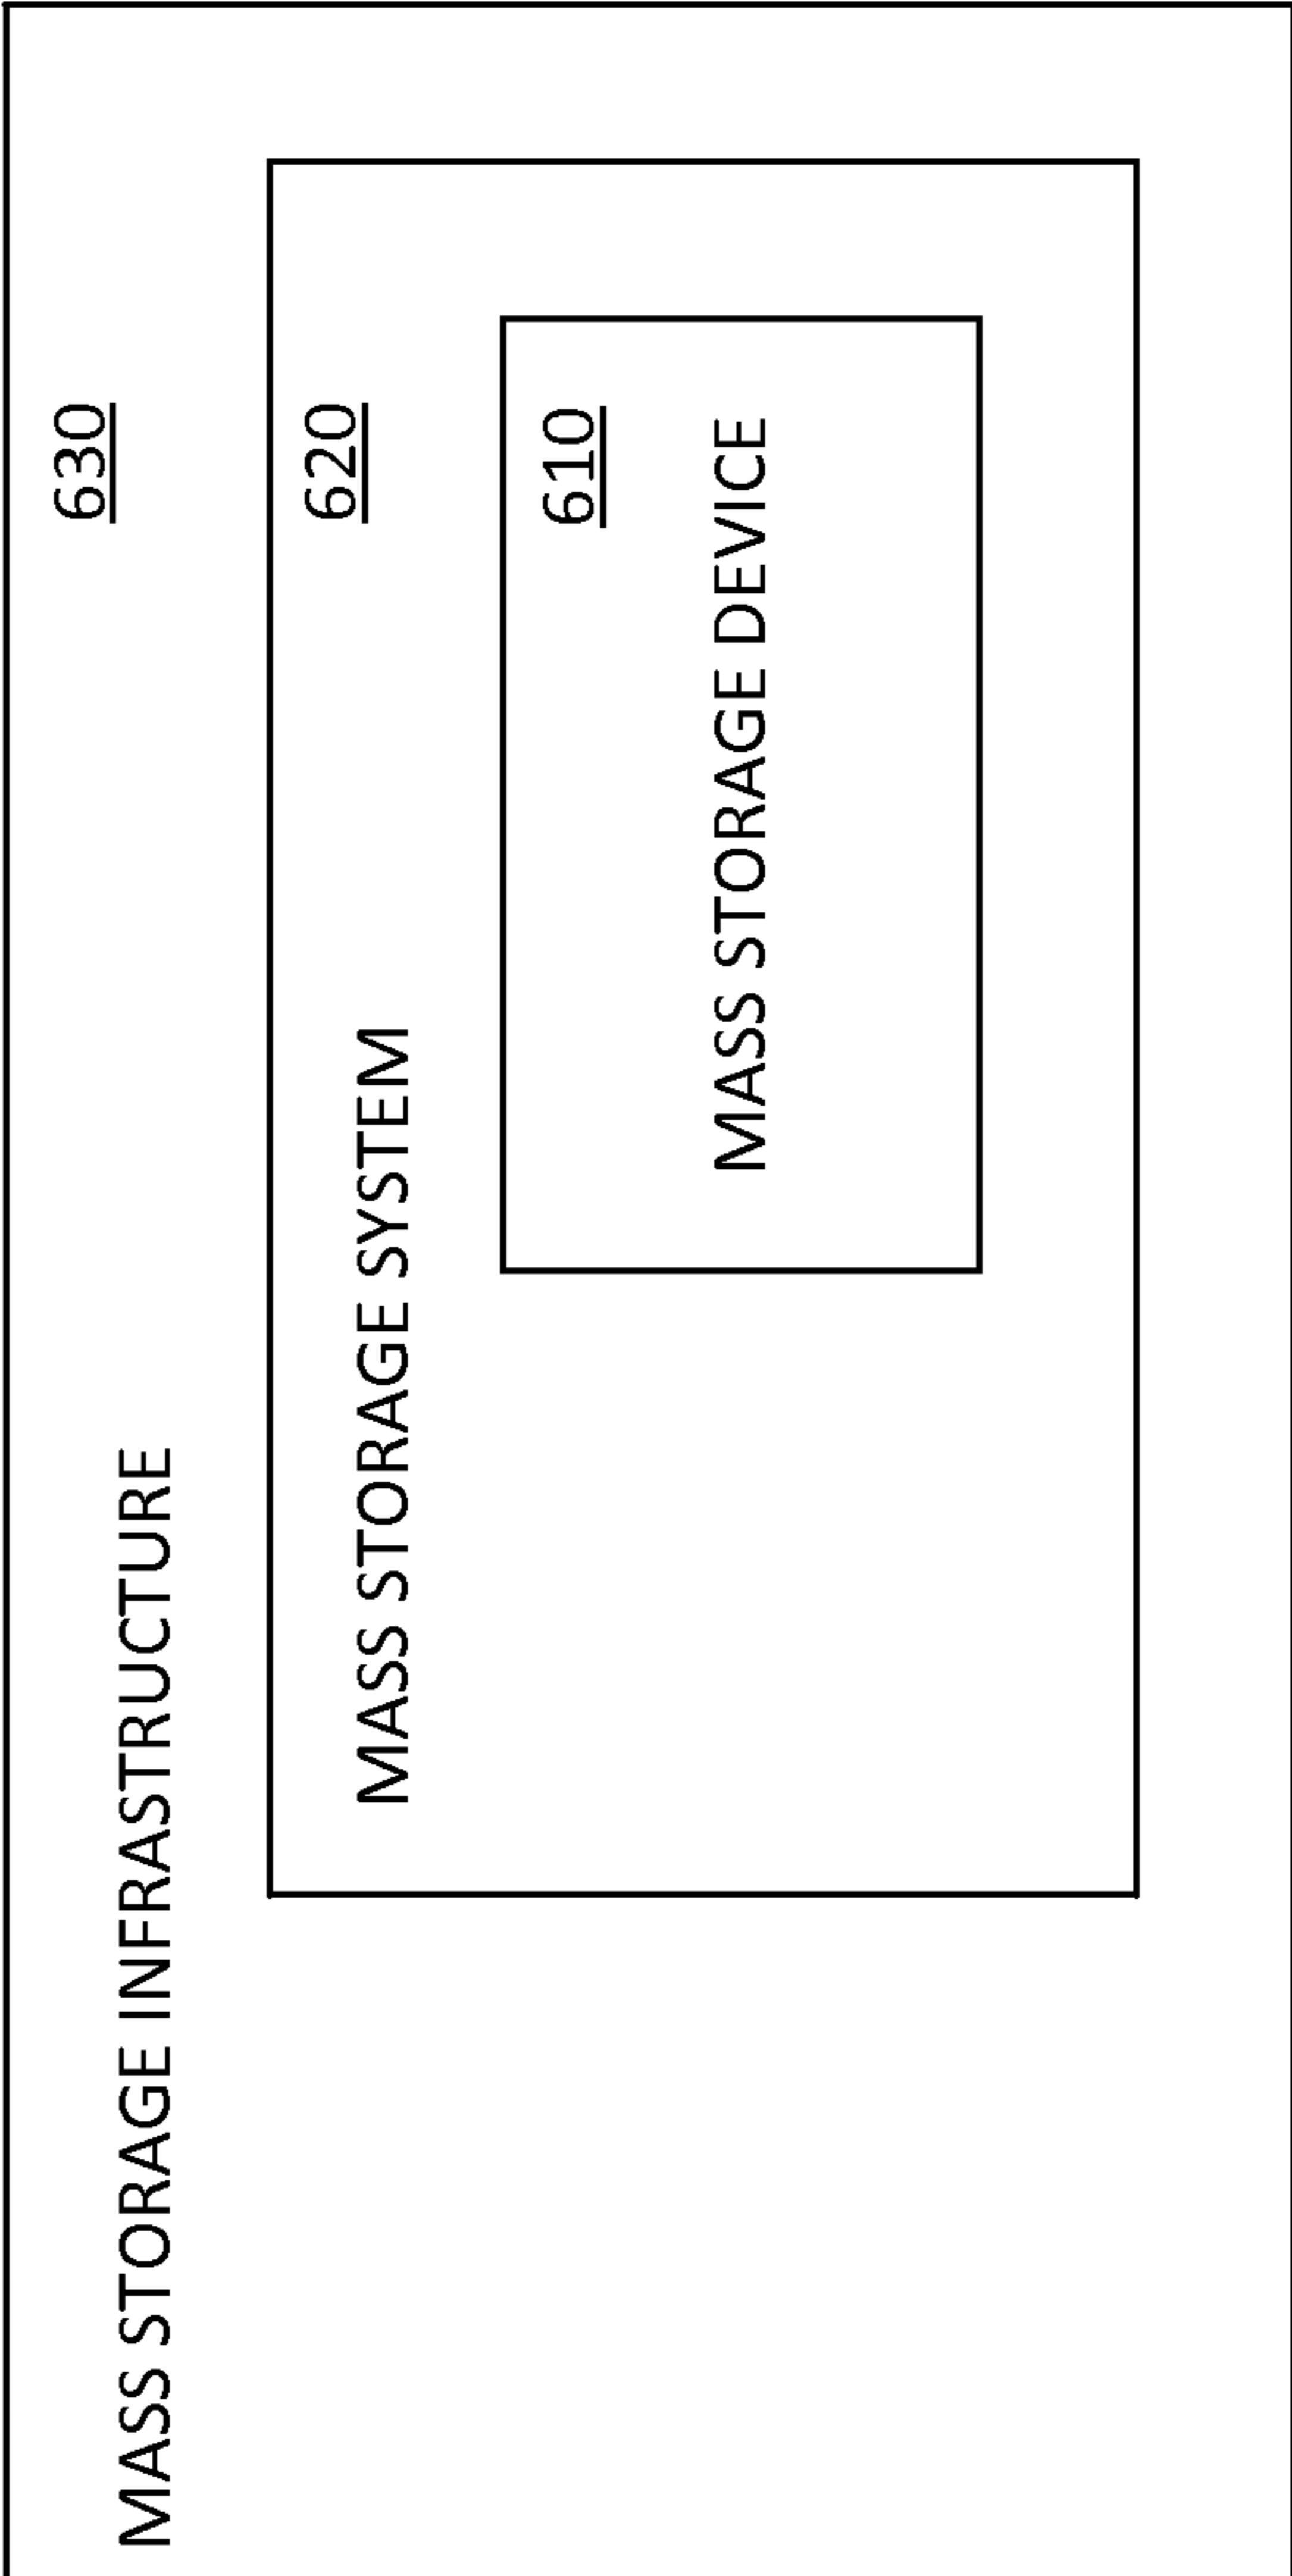 630
MASS STORAGE INFRASTRUCTURE
620
MASS STORAGE SYSTEM
610
MASS STORAGE DEVICE